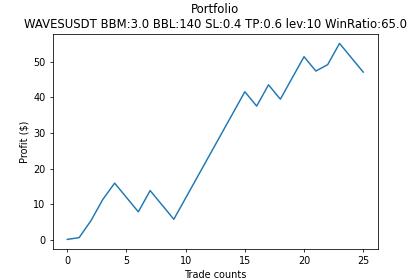 Portfolio
WAVESUSDT BBM:3.0 BBL:140 SL:0.4 TP:0.6 lev:10 WinRatio:65.0
50
40
30
20
10
0
Profit ($)
0 5 10 15 20 25
Trade counts